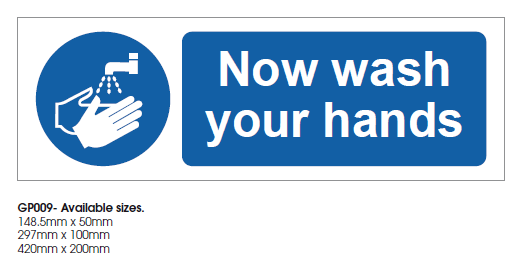 Now wash
your hands
GP009- Available sizes.
148.5mm x 50mm
297mm x 100mm
420mm x 200mm